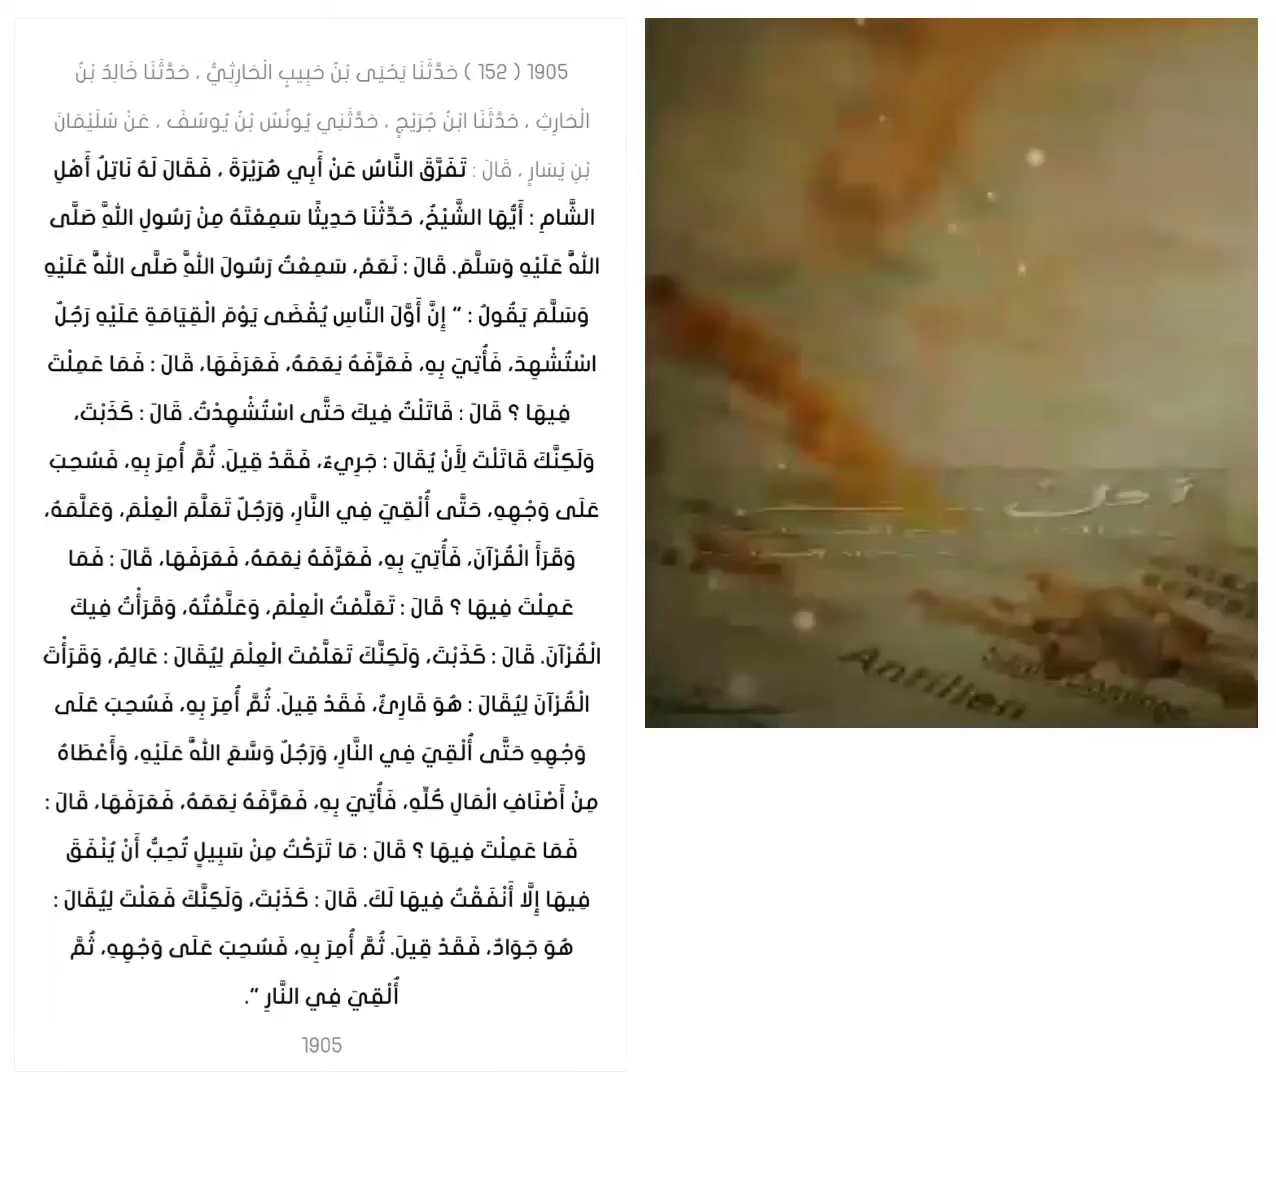 1905 ( 152 ) حَدَّثَنَا يَحْيَى بْنُ حَبِيبٍ الْحَارِثِيُّ ، حَدَّثَنَا خَالِدُ بْنُ
الْحَارِثِ ، حَدَّثَنَا ابْنُ جُرَيْجٍ ، حَدَّثَنِي يُونُسُ بْنُ يُوسُفَ ، عَنْ سُلَيْمَانَ
بْنِ يَسَارٍ ، قَالَ : تَفَرَّقَ النَّاسُ عَنْ أَبِي هُرَيْرَةَ ، فَقَالَ لَهُ نَاتِلُ أَهْلِ
الشَّامِ : أَيُّهَا الشَّيْخُ، حَدِّثْنَا حَدِيثًا سَمِعْتَهُ مِنْ رَسُولِ اللَّهِ صَلَّى
اللَّهُ عَلَيْهِ وَسَلَّمَ. قَالَ : نَعَمْ، سَمِعْتُ رَسُولَ اللَّهِ صَلَّى اللَّهُ عَلَيْهِ
وَسَلَّمَ يَقُولُ : " إِنَّ أَوَّلَ النَّاسِ يُقْضَى يَوْمَ الْقِيَامَةِ عَلَيْهِ رَجُلٌ
اسْتُشْهِدَ، فَأُتِيَ بِهِ، فَعَرَّفَهُ نِعَمَهُ، فَعَرَفَهَا، قَالَ : فَمَا عَمِلْتَ
فِيهَا ؟ قَالَ : قَاتَلْتُ فِيكَ حَتَّى اسْتُشْهِدْتُ. قَالَ : كَذَبْتَ،
وَلَكِنَّكَ قَاتَلْتَ لِأَنْ يُقَالَ : جَرِيءٌ، فَقَدْ قِيلَ. ثُمَّ أُمِرَ بِهِ، فَسُحِبَ
عَلَى وَجْهِهِ، حَتَّى أُلْقِيَ فِي النَّارِ، وَرَجُلٌ تَعَلَّمَ الْعِلْمَ، وَعَلَّمَهُ،
وَقَرَأَ الْقُرْآنَ، فَأُتِيَ بِهِ، فَعَرَّفَهُ نِعَمَهُ، فَعَرَفَهَا، قَالَ : فَمَا
عَمِلْتَ فِيهَا ؟ قَالَ : تَعَلَّمْتُ الْعِلْمَ، وَعَلَّمْتُهُ، وَقَرَأْتُ فِيكَ
الْقُرْآنَ. قَالَ : كَذَبْتَ، وَلَكِنَّكَ تَعَلَّمْتَ الْعِلْمَ لِيُقَالَ : عَالِمٌ، وَقَرَأْتَ
الْقُرْآنَ لِيُقَالَ : هُوَ قَارِئٌ، فَقَدْ قِيلَ. ثُمَّ أُمِرَ بِهِ، فَسُحِبَ عَلَى
وَجْهِهِ حَتَّى أُلْقِيَ فِي النَّارِ، وَرَجُلٌ وَسَّعَ اللَّهُ عَلَيْهِ، وَأَعْطَاهُ
مِنْ أَصْنَافِ الْمَالِ كُلِّهِ، فَأُتِيَ بِهِ، فَعَرَّفَهُ نِعَمَهُ، فَعَرَفَهَا، قَالَ :
فَمَا عَمِلْتَ فِيهَا ؟ قَالَ : مَا تَرَكْتُ مِنْ سَبِيلٍ تُحِبُّ أَنْ يُنْفَقَ
فِيهَا إِلَّا أَنْفَقْتُ فِيهَا لَكَ. قَالَ : كَذَبْتَ، وَلَكِنَّكَ فَعَلْتَ لِيُقَالَ :
هُوَ جَوَادٌ، فَقَدْ قِيلَ. ثُمَّ أُمِرَ بِهِ، فَسُحِبَ عَلَى وَجْهِهِ، ثُمَّ
أُلْقِيَ فِي النَّارِ ".
1905
Antillen